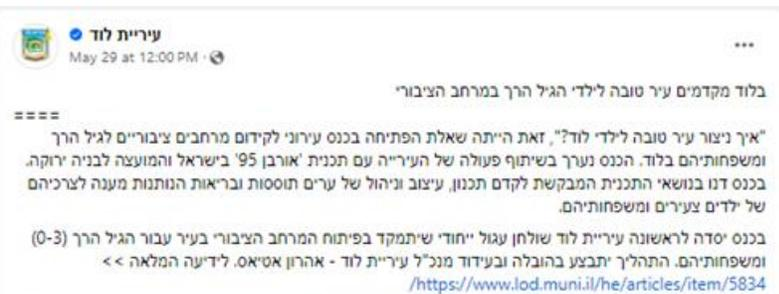 עיריית לוד
May 29 at 12:00 PM ·
בלוד מקדמים עיר טובה לילדי הגיל הרך במרחב הציבורי
====
"איך ניצור עיר טובה לילדי לוד?", זאת הייתה שאלת הפתיחה בכנס עירוני לקידום מרחבים ציבוריים לגיל הרך
ומשפחותיהם בלוד. הכנס נערך בשיתוף פעולה של העירייה עם תכנית 'אורבן 95' בישראל והמועצה לבניה ירוקה.
בכנס דנו בנושאי התכנית המבקשת לקדם תכנון, עיצוב וניהול של ערים תוססות ובריאות הנותנות מענה לצרכיהם
של ילדים צעירים ומשפחותיהם.
בכנס יסדה לראשונה עיריית לוד שולחן עגול ייחודי שיתמקד בפיתוח המרחב הציבורי בעיר עבור הגיל הרך (0-3)
ומשפחותיהם. התהליך יתבצע בהובלה ובעידוד מנכ"ל עיריית לוד - אהרון אטיאס. לידיעה המלאה >>
https://www.lod.muni.il/he/articles/item/5834/